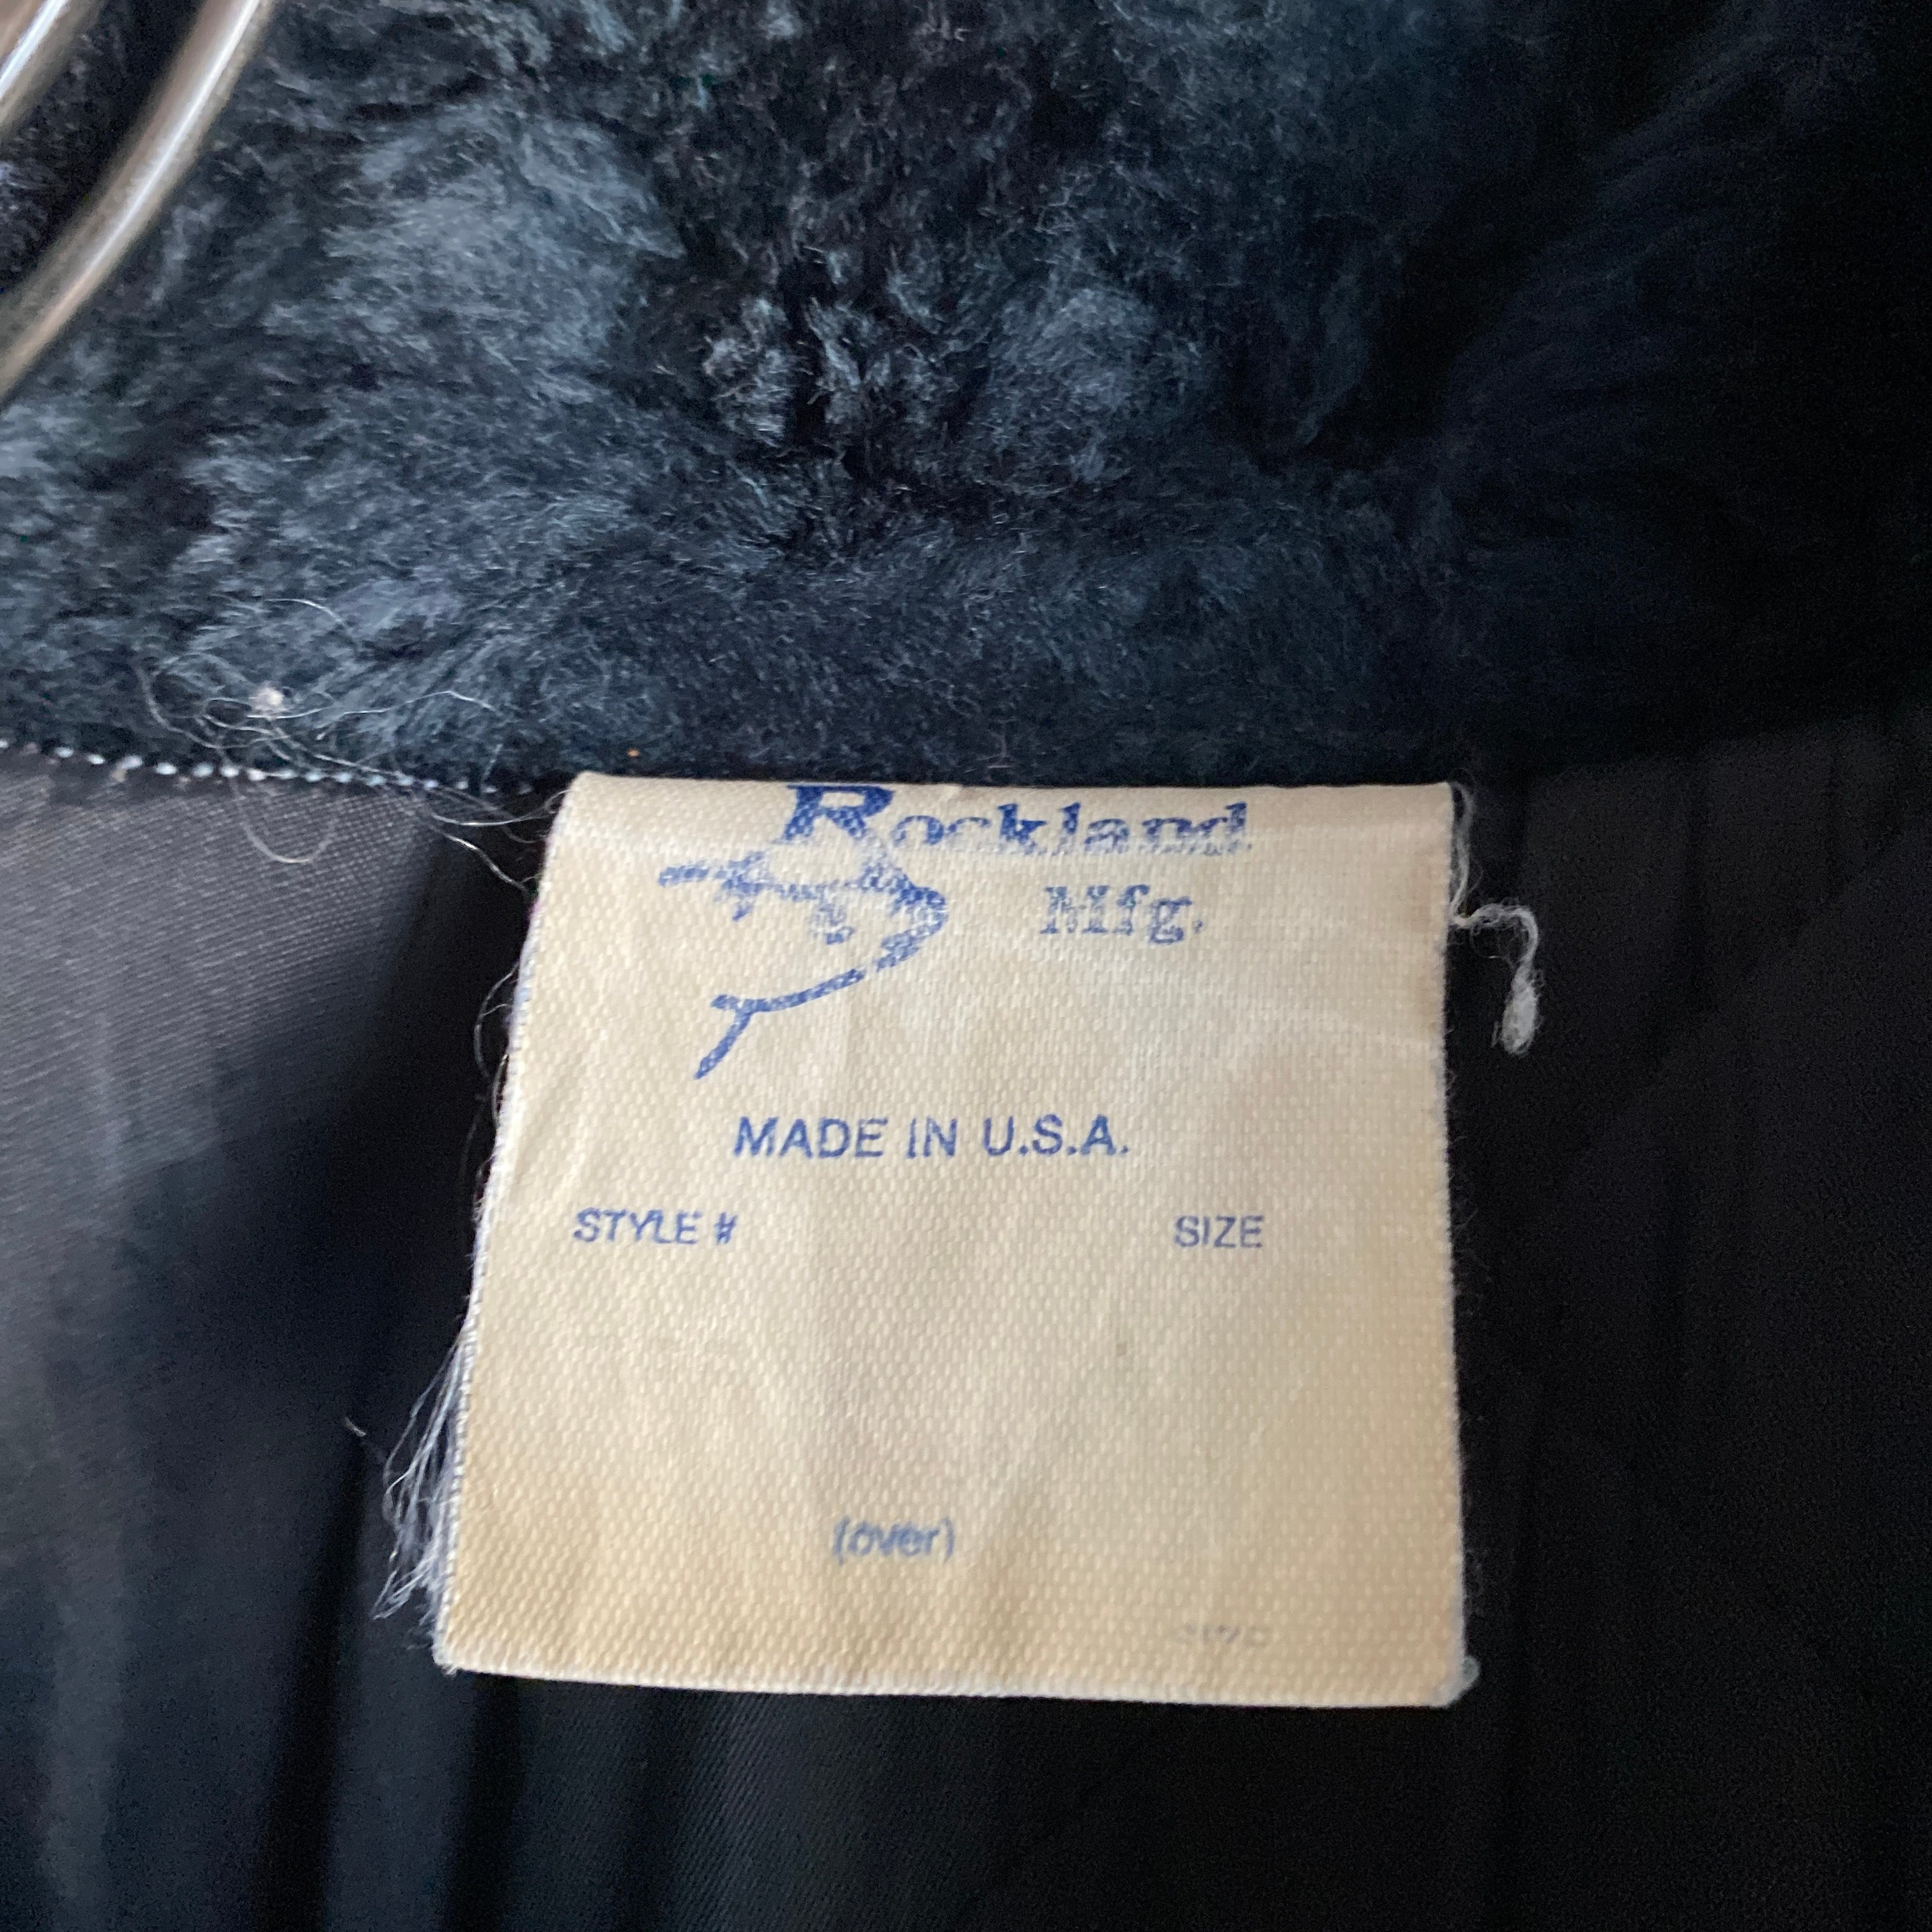 Rockland
Mfg.
MADE IN U.S.A.
STYLE # SIZE
(over)